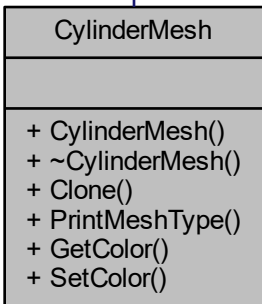 CylinderMesh
+ CylinderMesh()
+ ~CylinderMesh()
+ Clone()
+ PrintMeshType()
+ GetColor()
+ SetColor()